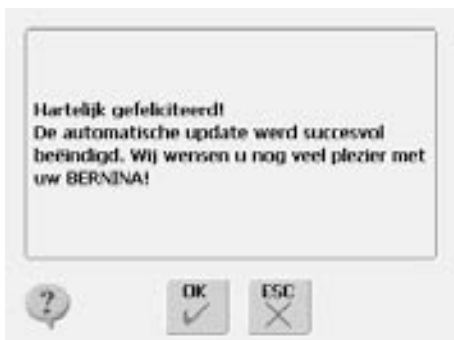 Hartelijk gefeliciteerd!
De automatische update werd succesvol
beëindigd. Wij wensen u nog veel plezier met
uw BERNINA!
?
OK
ESC